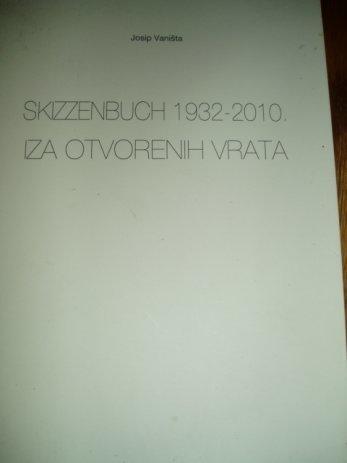 Josip Vaništa
SKIZZENBUCH 1932-2010.
IZA OTVORENIH VRATA